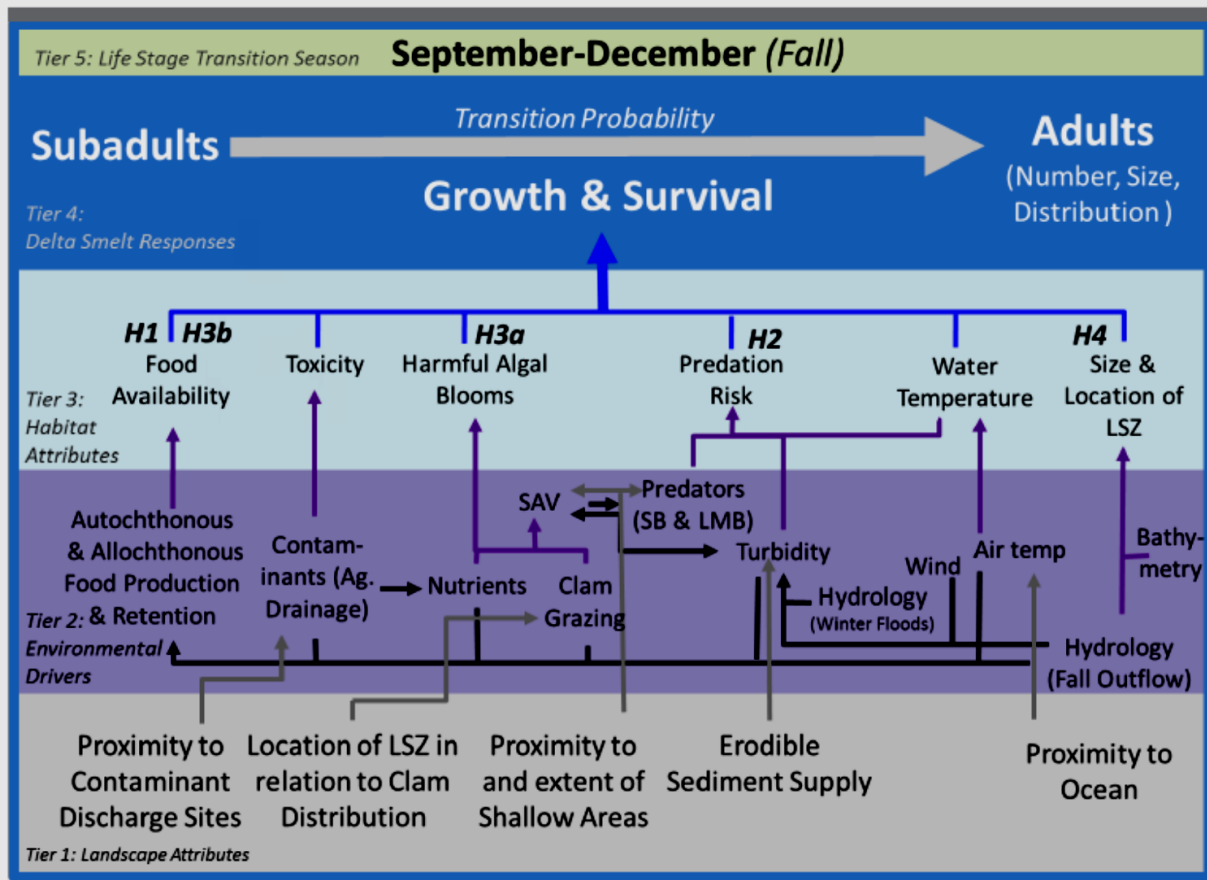 Tier 5: Life Stage Transition Season September-December (Fall)
Transition Probability
Subadults
Adults
(Number, Size,
Distribution )
Growth & Survival
Tier 4:
Delta Smelt Responses
H1 H3b
Food
Availability
Toxicity
H3a
Harmful Algal
Blooms
H2
Predation
Risk
Water
Temperature
H4
Size &
Location of
LSZ
Tier 3:
Habitat
Attributes
Autochthonous
& Allochthonous
Food Production
& Retention
Contam-
inants (Ag.
Drainage)
Nutrients
SAV
Clam
Grazing
Predators
(SB & LMB)
Turbidity
Hydrology
(Winter Floods)
Wind
Air temp
Bathy-
metry
Hydrology
(Fall Outflow)
Tier 2:
Environmental
Drivers
Proximity to
Contaminant
Discharge Sites
Location of LSZ in
relation to Clam
Distribution
Proximity to
and extent of
Shallow Areas
Erodible
Sediment Supply
Proximity to
Ocean
Tier 1: Landscape Attributes